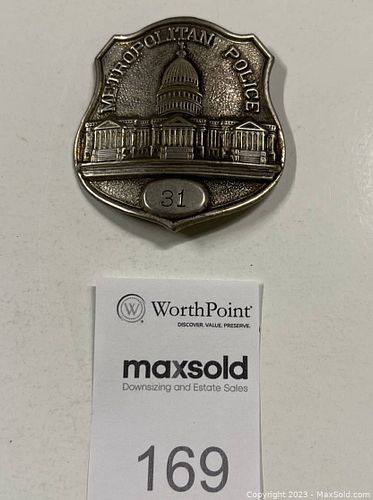 METROPOLITAN POLICE
31
W WorthPoint®
DISCOVER. VALUE. PRESERVE.
maxsold
Downsizing and Estate Sales
169
Copyright 2023 - MaxSold.com